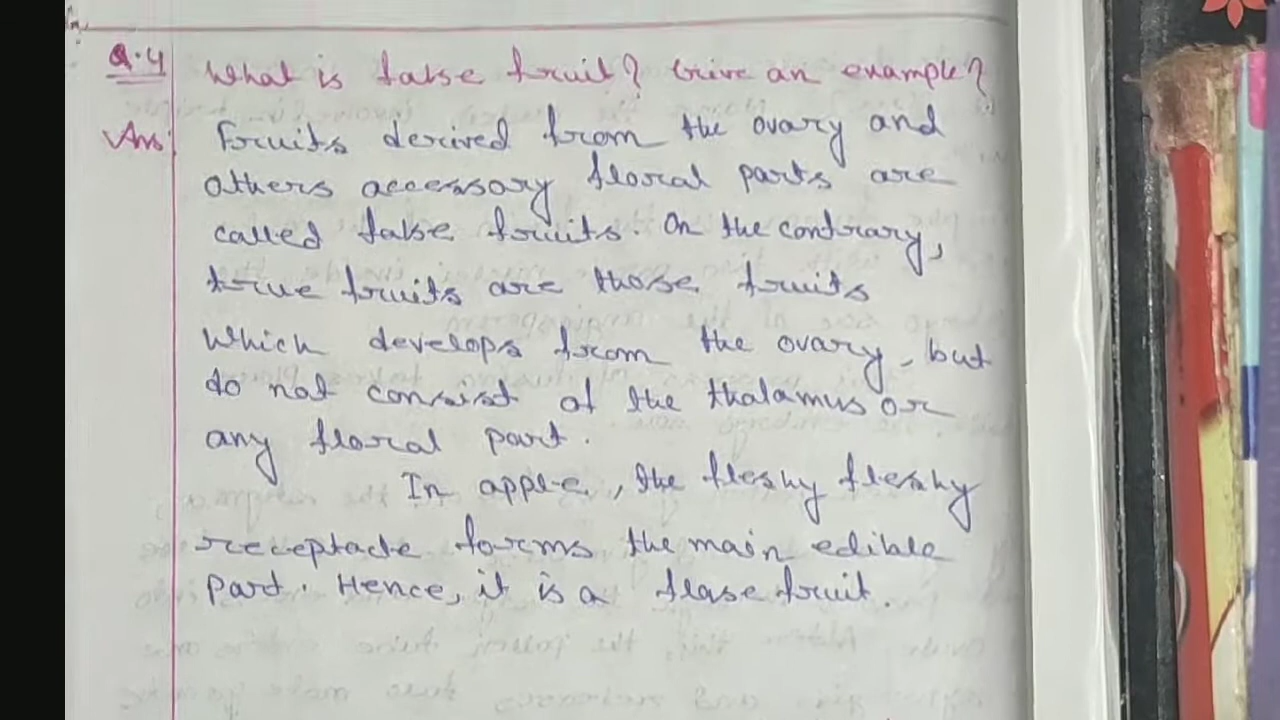 Q.4 What is false fruit? Give an example?
Ans: Fruits derived from the ovary and
others accessory floral parts are
called false fruits. On the contrary,
true fruits are those fruits
which develops from the ovary, but
do not consist of the thalamus or
any floral part.
In apple, the fleshy fleshy
receptacle forms the main edible
part. Hence, it is a flase fruit.